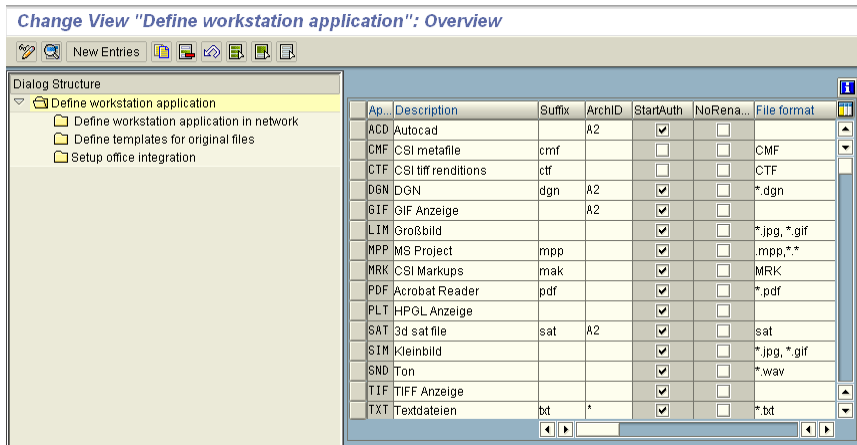 Change View "Define workstation application": Overview
New Entries
Dialog Structure
Define workstation application
Define workstation application in network
Define templates for original files
Setup office integration
Ap... Description Suffix ArchID StartAuth NoRena... File format
ACD Autocad A2
CMF CSI metafile cmf CMF
CTF CSI tiff renditions ctf CTF
DGN DGN dgn A2 *.dgn
GIF GIF Anzeige A2
LIM Großbild *.jpg, *.gif
MPP MS Project mpp .mpp,*.*
MRK CSI Markups mak MRK
PDF Acrobat Reader pdf *.pdf
PLT HPGL Anzeige
SAT 3d sat file sat A2 sat
SIM Kleinbild *.jpg, *.gif
SND Ton *.wav
TIF TIFF Anzeige
TXT Textdateien txt * *.txt